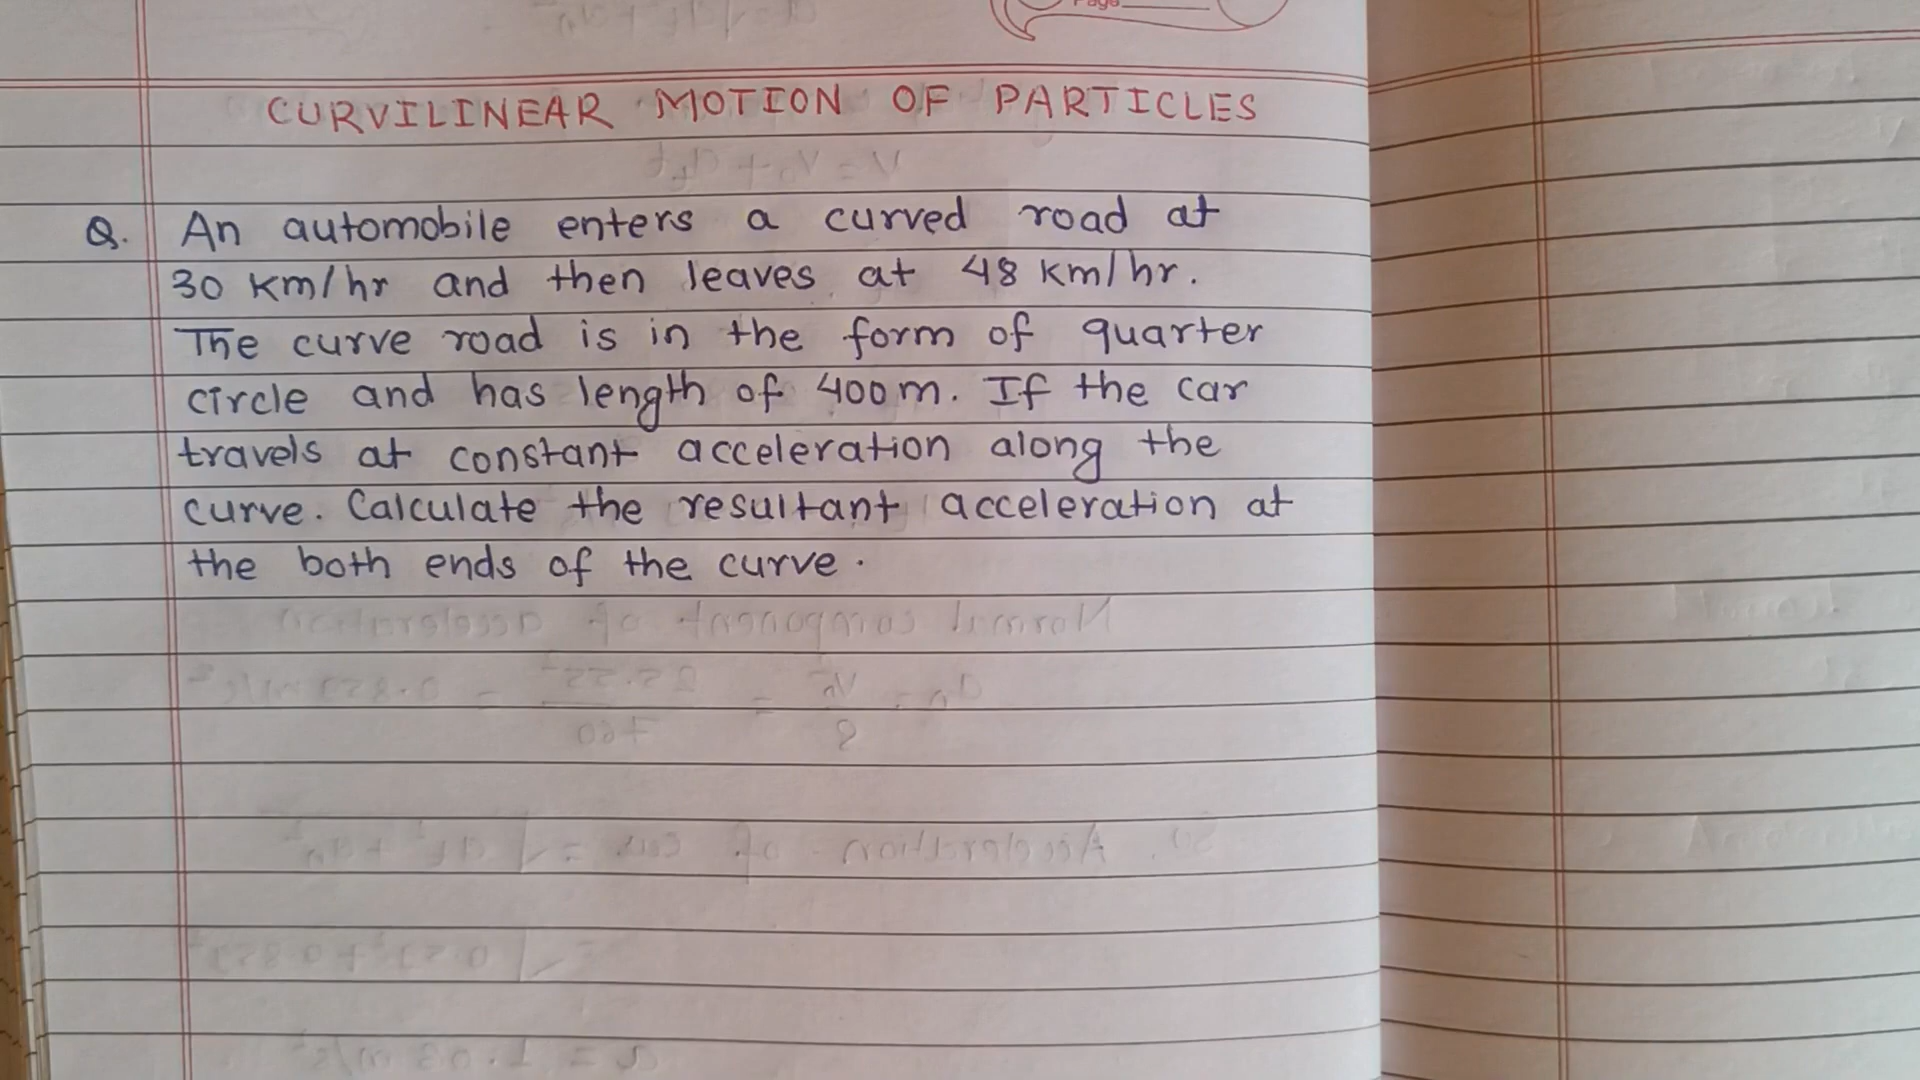 Page
CURVILINEAR MOTION OF PARTICLES
Q. An automobile enters a curved road at
30 km/hr and then leaves at 48 km/hr.
The curve road is in the form of quarter
circle and has length of 400m. If the car
travels at constant acceleration along the
curve. Calculate the resultant acceleration at
the both ends of the curve.